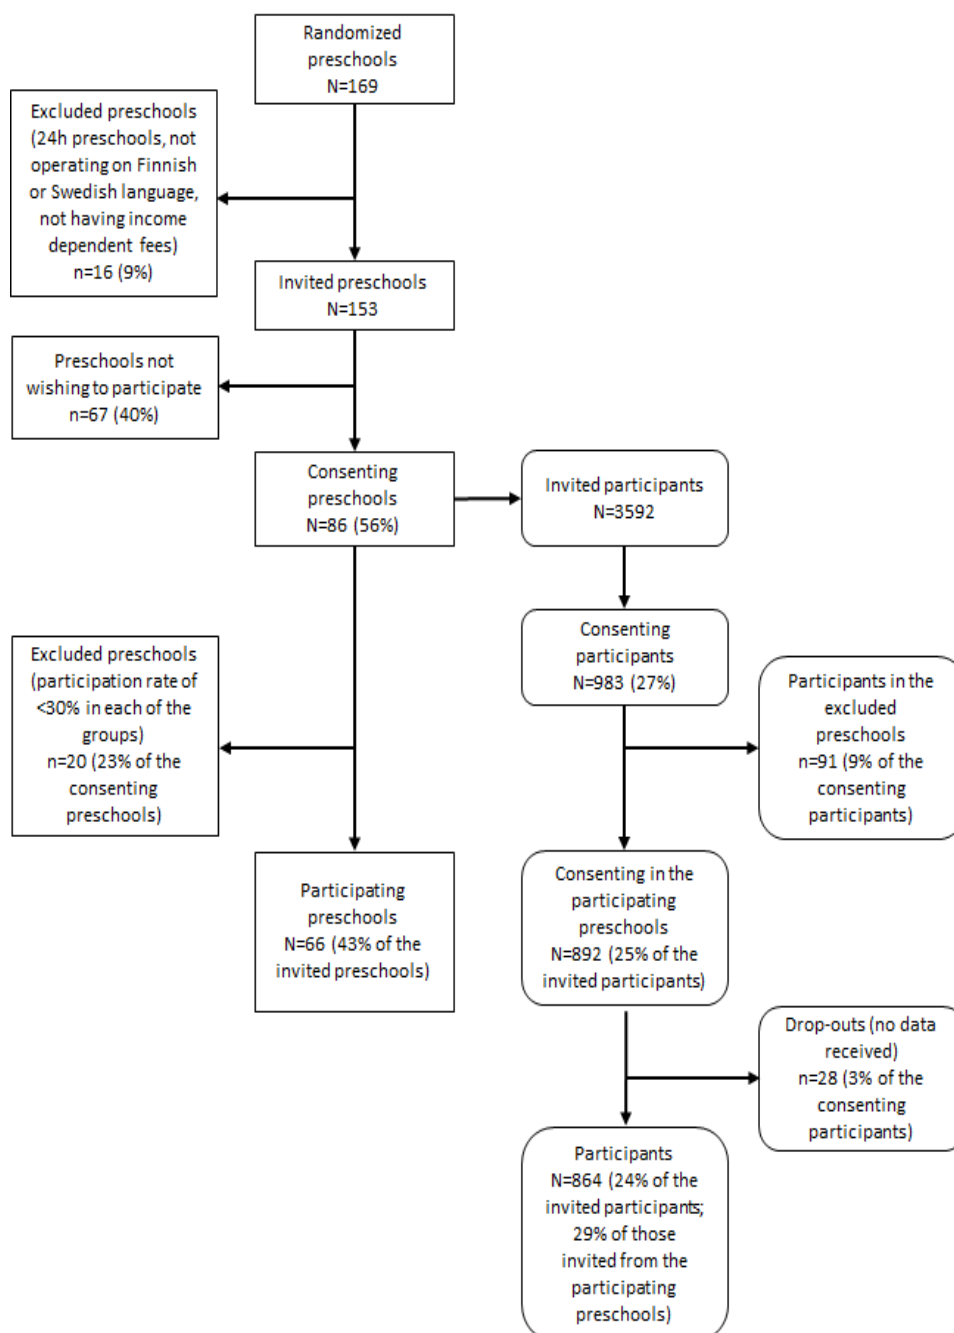 Randomized
preschools
N=169
Excluded preschools
(24h preschools, not
operating on Finnish
or Swedish language,
not having income
dependent fees)
n=16 (9%)
Invited preschools
N=153
Preschools not
wishing to participate
n=67 (40%)
Consenting
preschools
N=86 (56%)
Invited participants
N=3592
Consenting
participants
N=983 (27%)
Excluded preschools
(participation rate of
<30% in each of the
groups)
n=20 (23% of the
consenting
preschools)
Participants in the
excluded
preschools
n=91 (9% of the
consenting
participants)
Participating
preschools
N=66 (43% of the
invited preschools)
Consenting in the
participating
preschools
N=892 (25% of the
invited participants)
Drop-outs (no data
received)
n=28 (3% of the
consenting
participants)
Participants
N=864 (24% of the
invited participants;
29% of those
invited from the
participating
preschools)